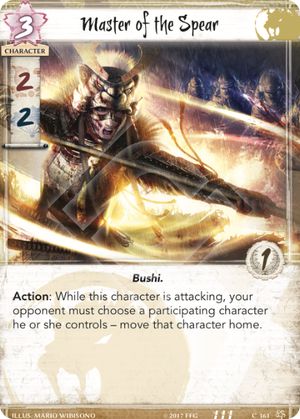 3
Master of the Spear
CHARACTER
2
2
1
Bushi.
Action: While this character is attacking, your
opponent must choose a participating character
he or she controls – move that character home.
ILLUS. MARIO WIBISONO
©2017 FFG
111
C 161